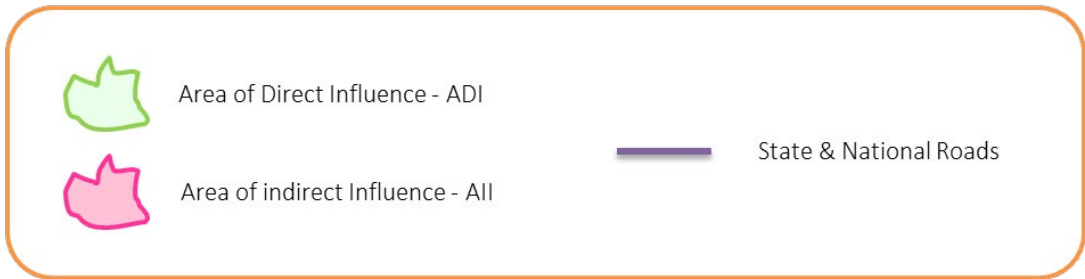 Area of Direct Influence - ADI
State & National Roads
Area of indirect Influence - AII